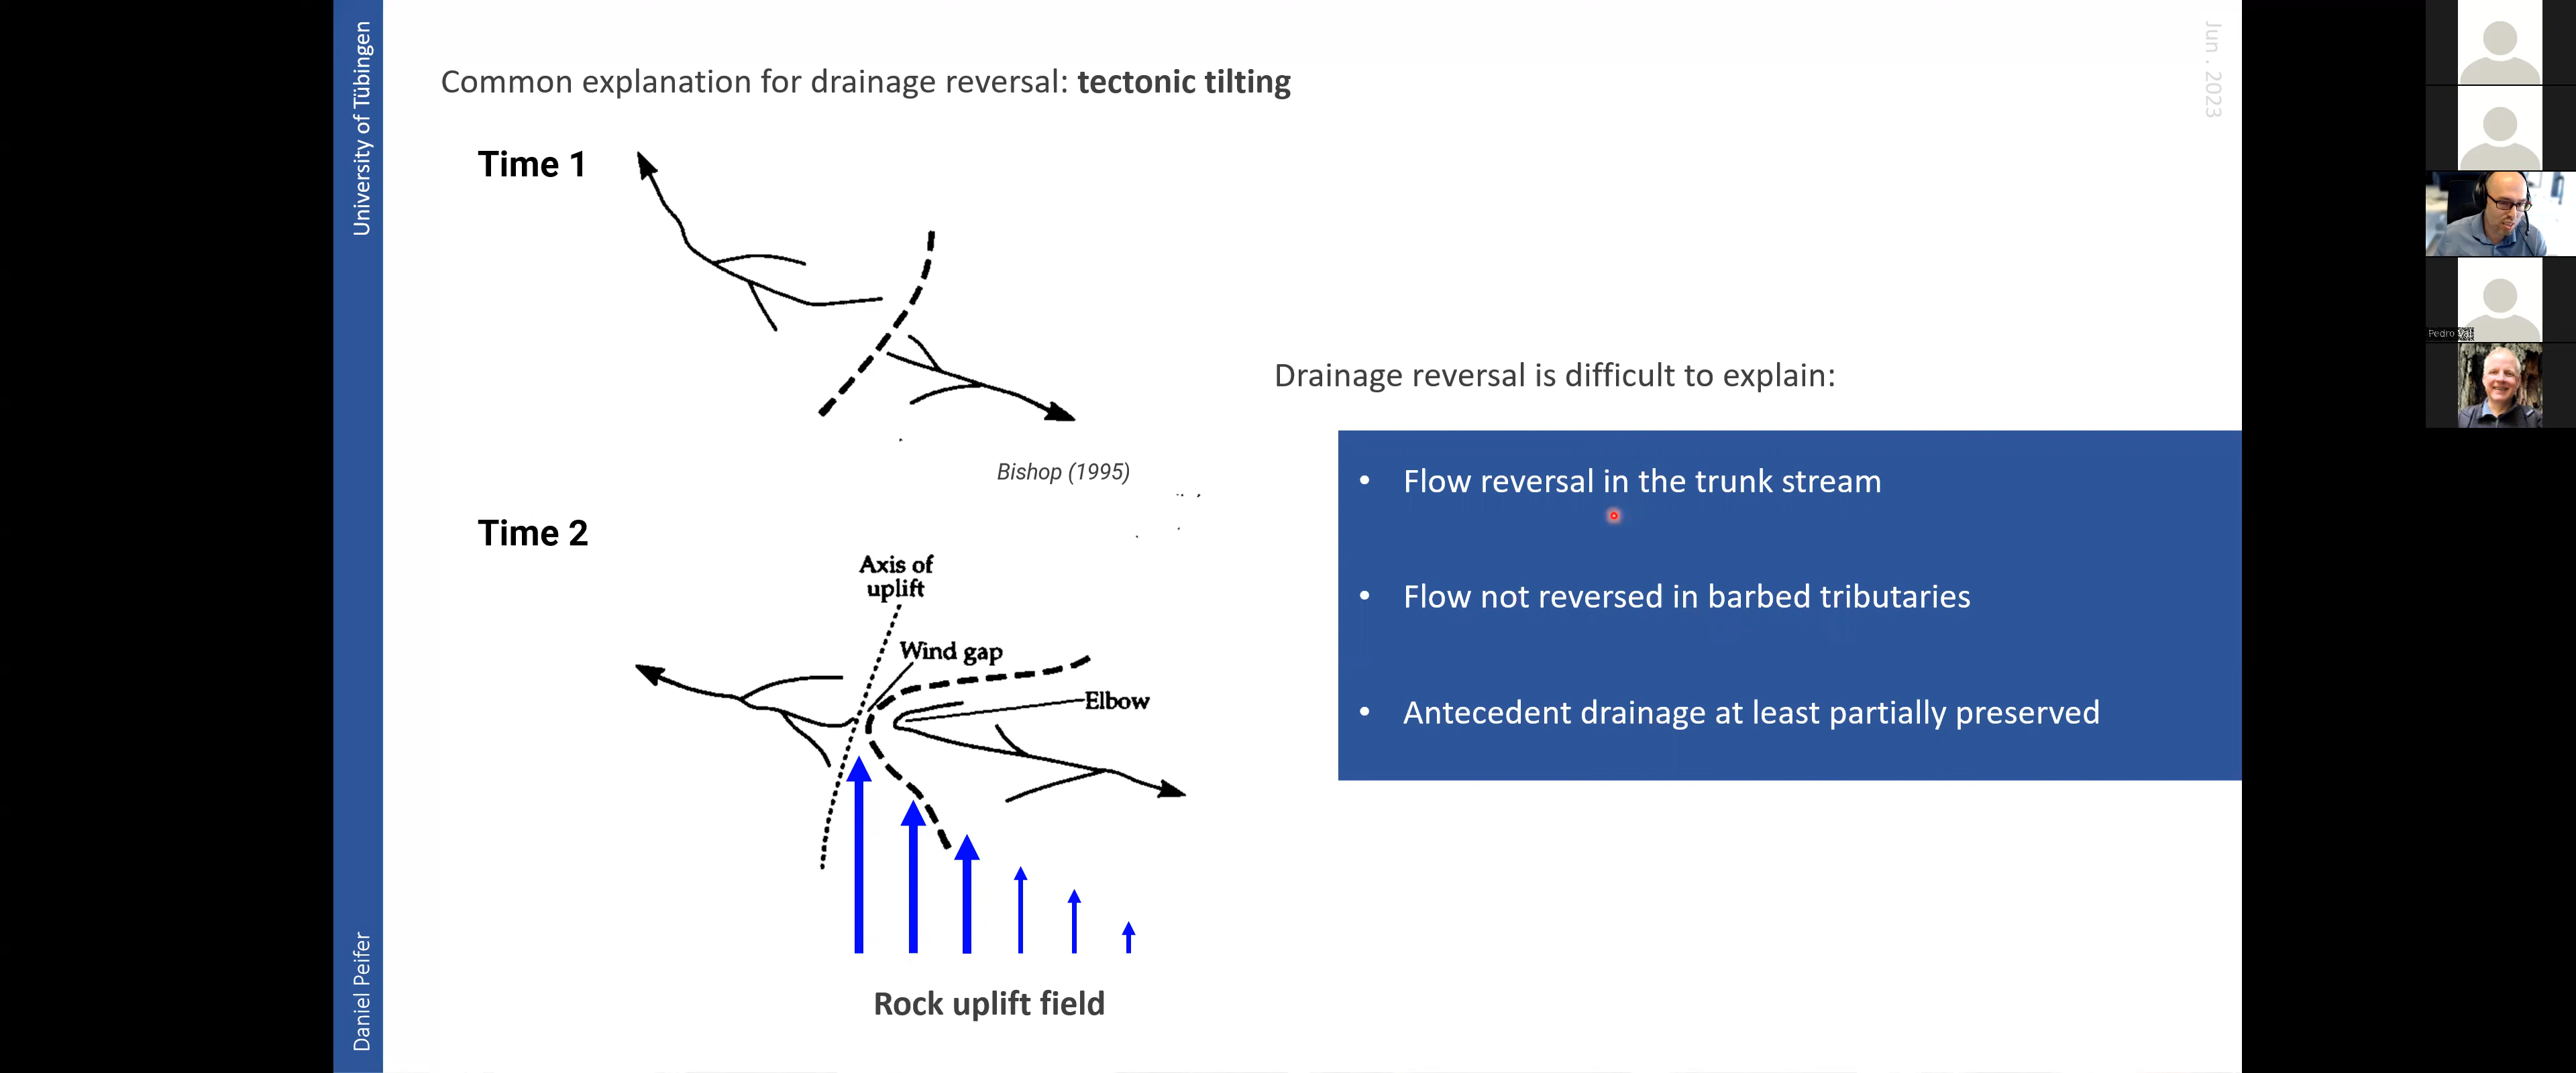 University of Tübingen
Daniel Peifer
Jun . 2023
Common explanation for drainage reversal: tectonic tilting
Time 1
Bishop (1995)
Time 2
Axis of
uplift
Wind gap
Elbow
Rock uplift field
Drainage reversal is difficult to explain:
• Flow reversal in the trunk stream
• Flow not reversed in barbed tributaries
• Antecedent drainage at least partially preserved
Pedro Val